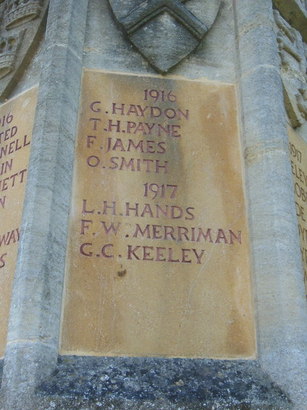 1916
G. HAYDON
T. H. PAYNE
F. JAMES
O. SMITH
1917
L. H. HANDS
F. W. MERRIMAN
G. C. KEELEY